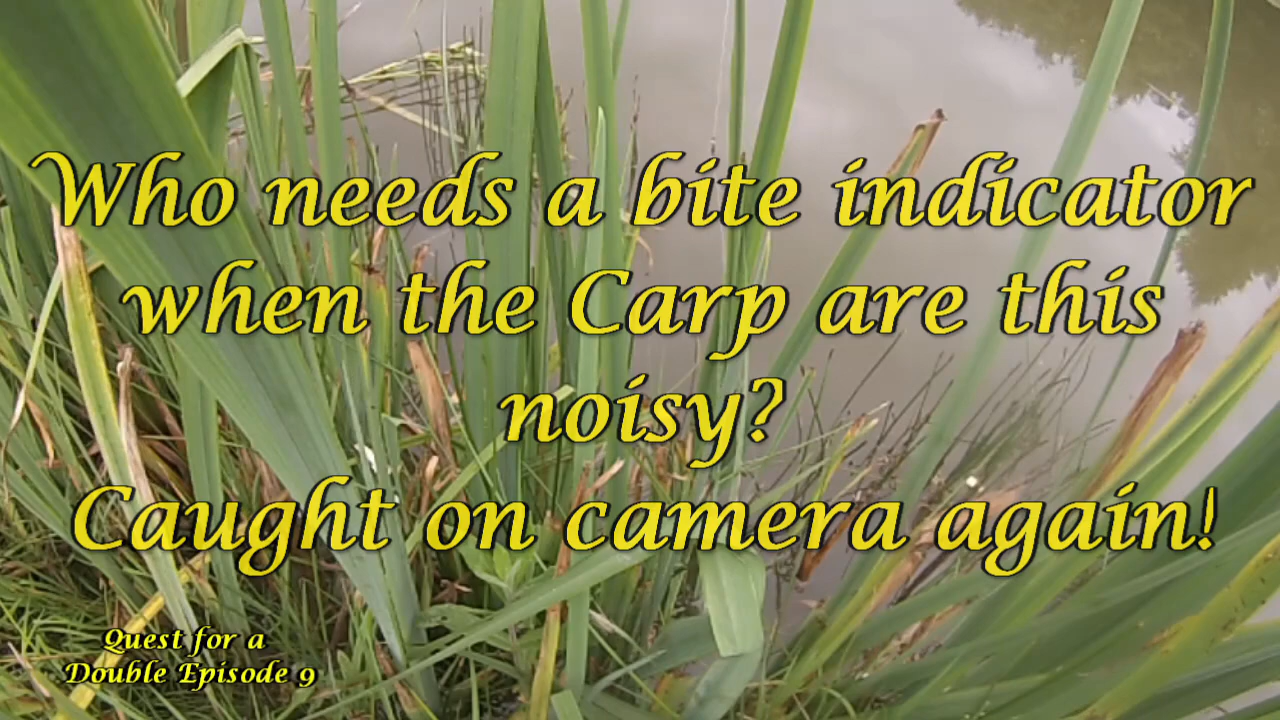 Who needs a bite indicator
when the Carp are this
noisy?
Caught on camera again!
Quest for a
Double Episode 9